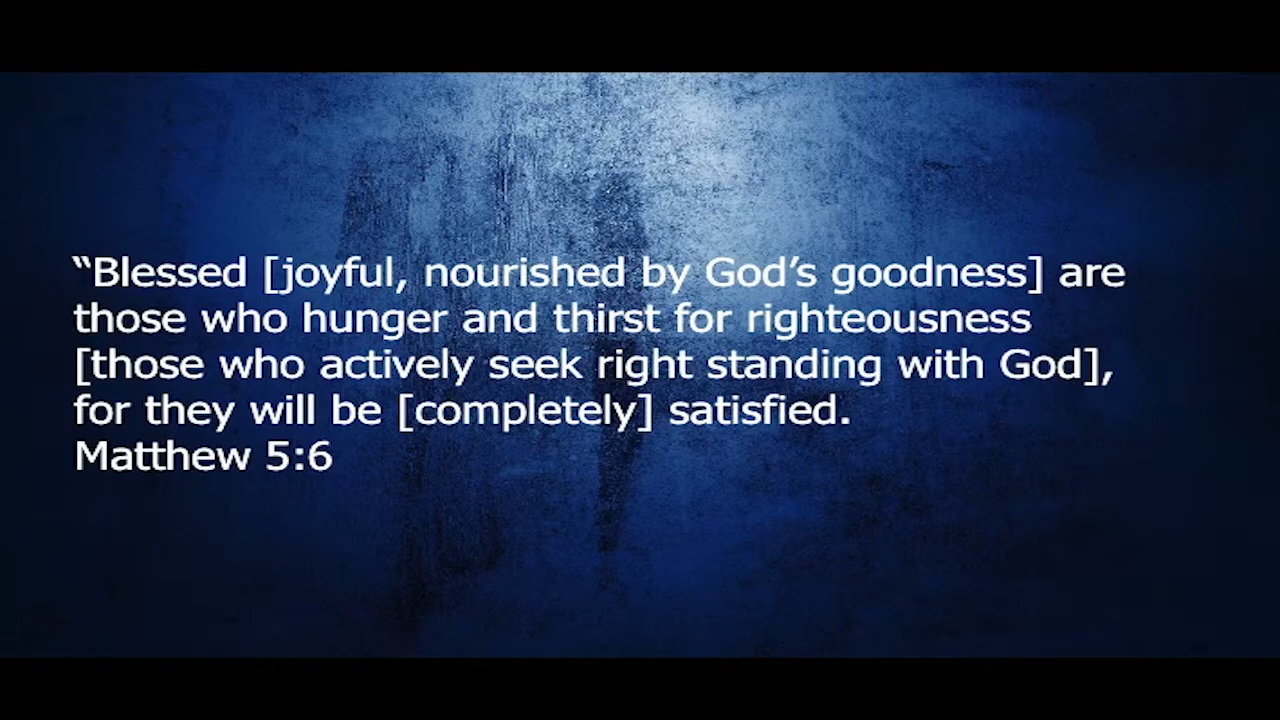 “Blessed [joyful, nourished by God’s goodness] are
those who hunger and thirst for righteousness
[those who actively seek right standing with God],
for they will be [completely] satisfied.
Matthew 5:6